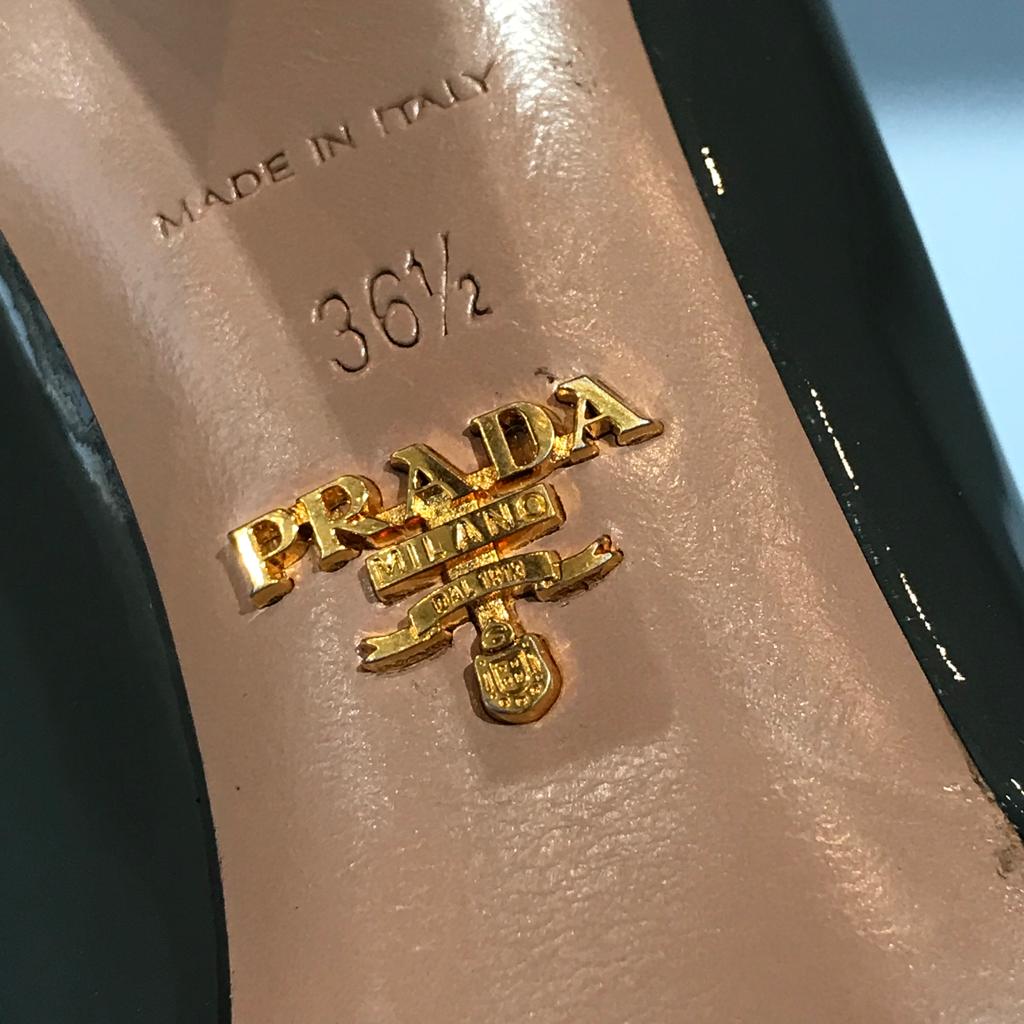 MADE IN ITALY
36½
PRADA
MILANO
DAL 1913